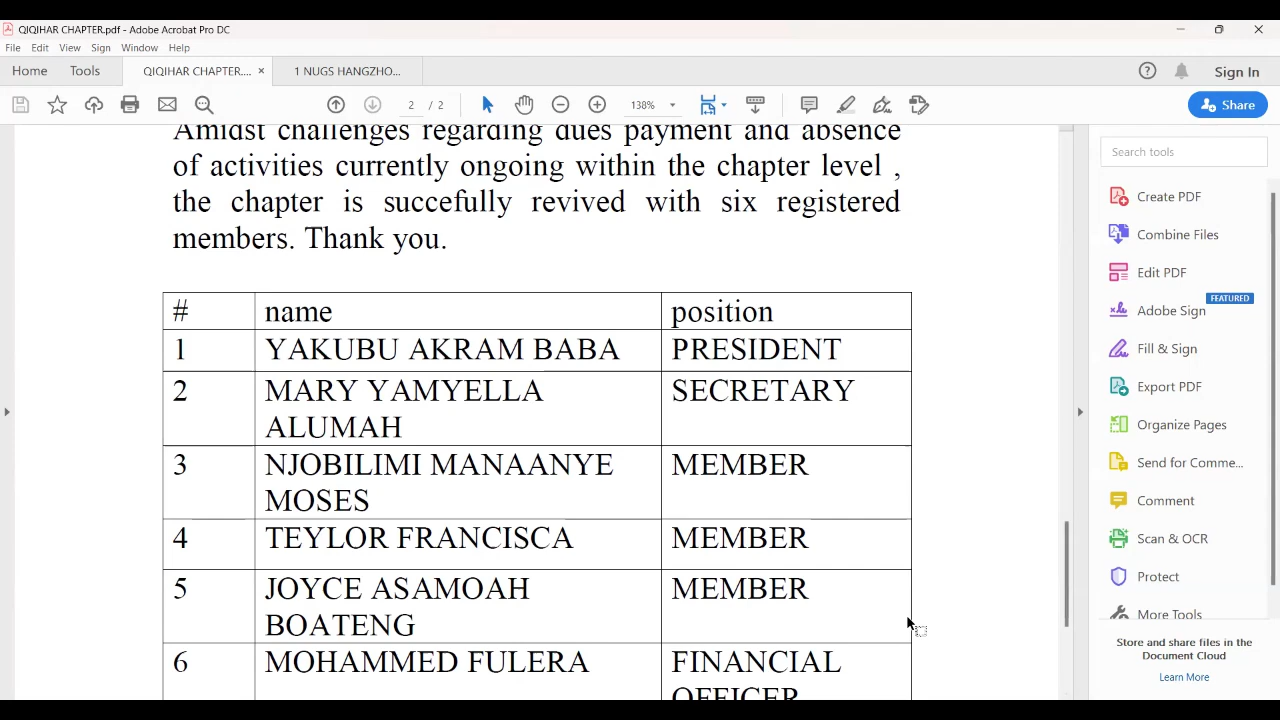 QIQIHAR CHAPTER.pdf - Adobe Acrobat Pro DC
File Edit View Sign Window Help
Home Tools QIQIHAR CHAPTER.... × 1 NUGS HANGZHO... Sign In
2 / 2 138% Share
Amidst challenges regarding dues payment and absence
of activities currently ongoing within the chapter level ,
the chapter is succefully revived with six registered
members. Thank you.
# name position
1 YAKUBU AKRAM BABA PRESIDENT
2 MARY YAMYELLA SECRETARY
ALUMAH
3 NJOBILIMI MANAANYE MEMBER
MOSES
4 TEYLOR FRANCISCA MEMBER
5 JOYCE ASAMOAH MEMBER
BOATENG
6 MOHAMMED FULERA FINANCIAL
OFFICER
Search tools
Create PDF
Combine Files
Edit PDF
FEATURED
Adobe Sign
Fill & Sign
Export PDF
Organize Pages
Send for Comme...
Comment
Scan & OCR
Protect
More Tools
Store and share files in the
Document Cloud
Learn More